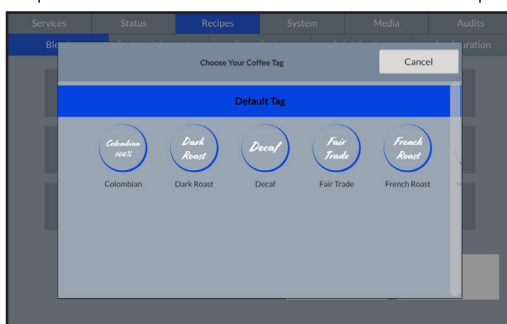 Services Status Recipes System Media Audits
Choose Your Coffee Tag Cancel
Default Tag
Colombian 100% Dark Roast Decaf Fair Trade French Roast
Colombian Dark Roast Decaf Fair Trade French Roast